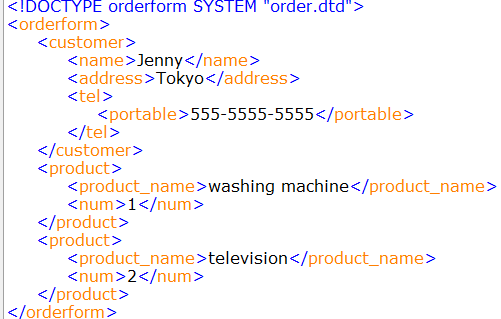 <!DOCTYPE orderform SYSTEM "order.dtd">
<orderform>
<customer>
<name>Jenny</name>
<address>Tokyo</address>
<tel>
<portable>555-5555-5555</portable>
</tel>
</customer>
<product>
<product_name>washing machine</product_name>
<num>1</num>
</product>
<product>
<product_name>television</product_name>
<num>2</num>
</product>
</orderform>